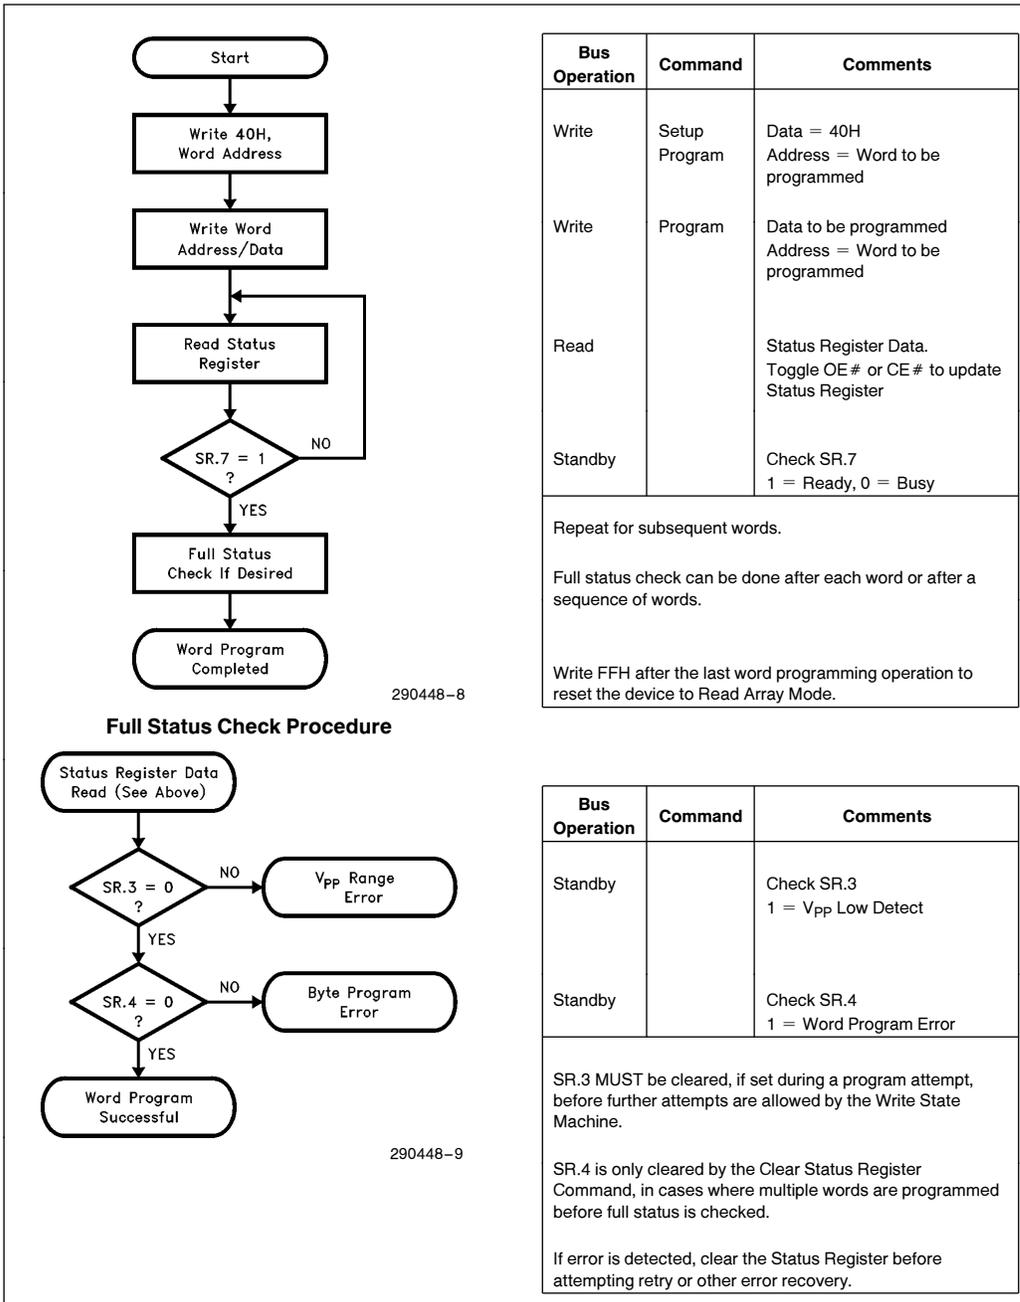 Start
Write 40H,
Word Address
Write Word
Address/Data
Read Status
Register
SR.7 = 1
?
NO
YES
Full Status
Check If Desired
Word Program
Completed
290448-8
Bus
Operation
Command
Comments
Write
Setup
Program
Data = 40H
Address = Word to be
programmed
Write
Program
Data to be programmed
Address = Word to be
programmed
Read
Status Register Data.
Toggle OE# or CE# to update
Status Register
Standby
Check SR.7
1 = Ready, 0 = Busy
Repeat for subsequent words.
Full status check can be done after each word or after a
sequence of words.
Write FFH after the last word programming operation to
reset the device to Read Array Mode.
Full Status Check Procedure
Status Register Data
Read (See Above)
SR.3 = 0
?
NO
VPP Range
Error
YES
SR.4 = 0
?
NO
Byte Program
Error
YES
Word Program
Successful
290448-9
Bus
Operation
Command
Comments
Standby
Check SR.3
1 = VPP Low Detect
Standby
Check SR.4
1 = Word Program Error
SR.3 MUST be cleared, if set during a program attempt,
before further attempts are allowed by the Write State
Machine.
SR.4 is only cleared by the Clear Status Register
Command, in cases where multiple words are programmed
before full status is checked.
If error is detected, clear the Status Register before
attempting retry or other error recovery.